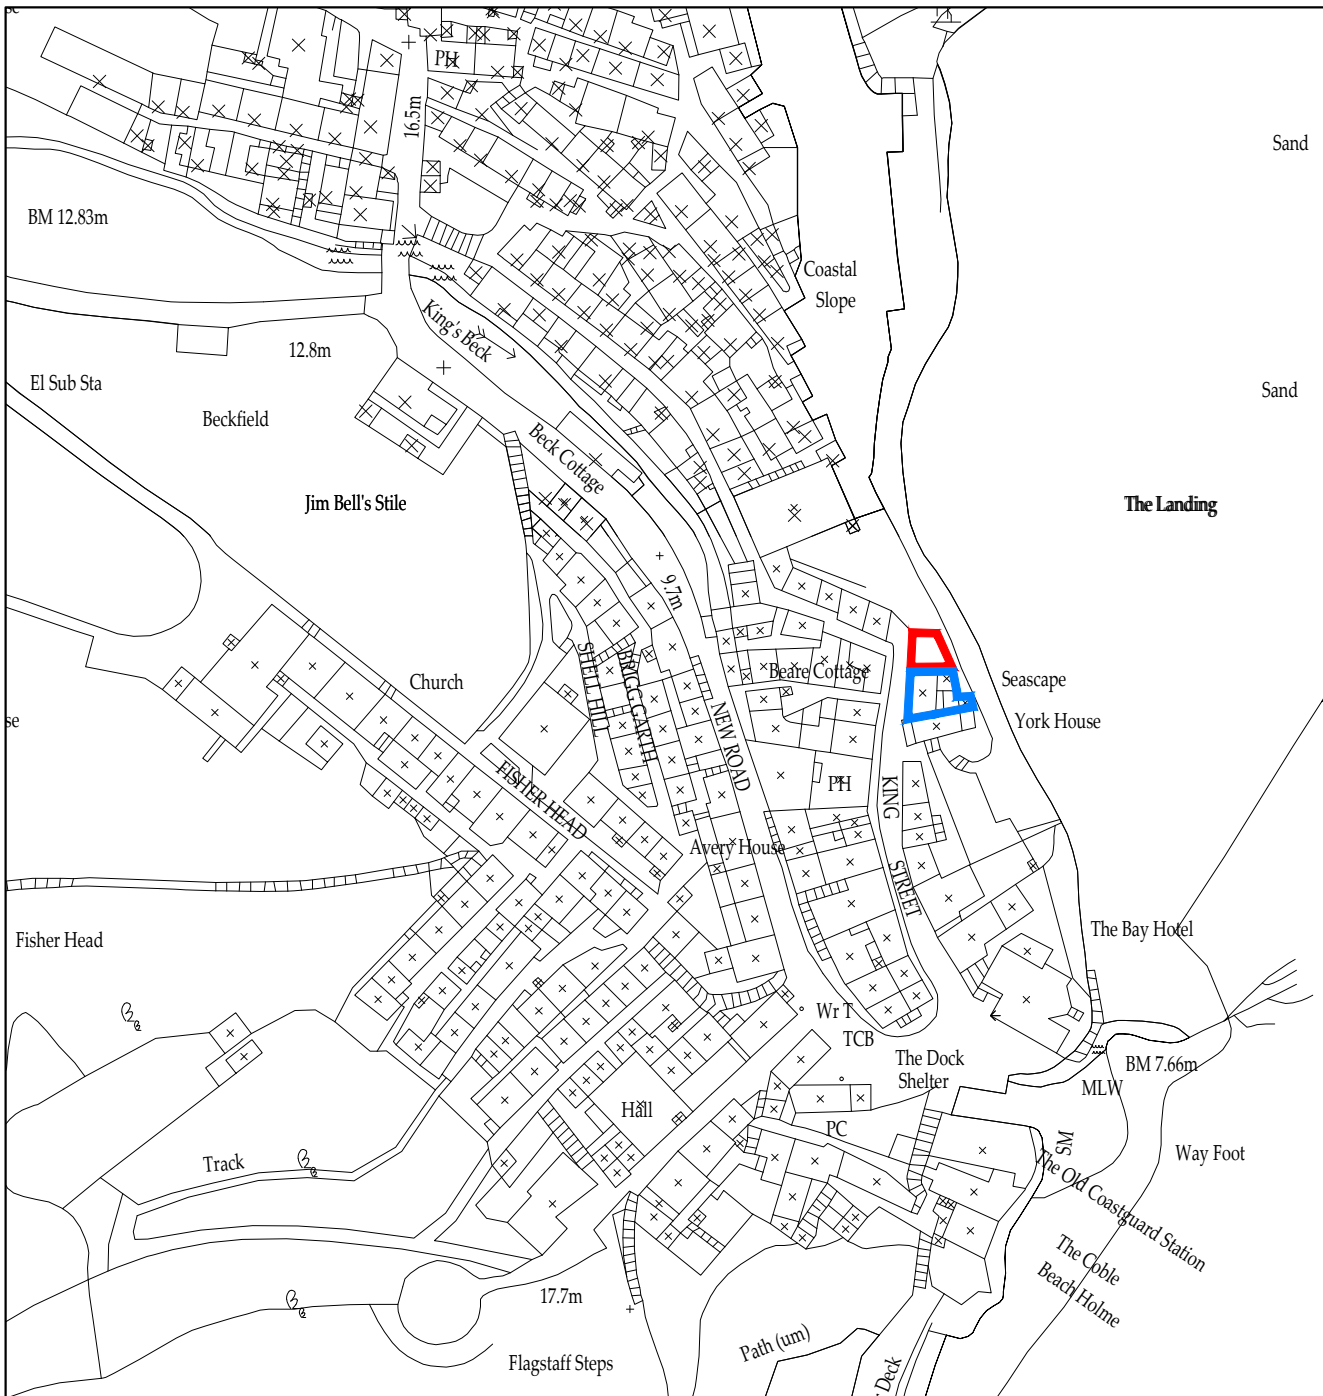 PH
16.5m
Sand
BM 12.83m
Coastal
Slope
King's Beck
12.8m
El Sub Sta
Beckfield
Sand
Beck Cottage
Jim Bell's Stile
The Landing
9.7m
Church
SHELL HILL
BRIGG GARTH
Beare Cottage
Seascape
York House
se
NEW ROAD
FISHER HEAD
PH
KING
STREET
Avery House
Fisher Head
The Bay Hotel
Wr T
TCB
The Dock
Shelter
BM 7.66m
MLW
Hall
PC
SM
Way Foot
Track
The Old Coastguard Station
The Coble
Beach Holme
17.7m
Path (um)
Flagstaff Steps
Deck